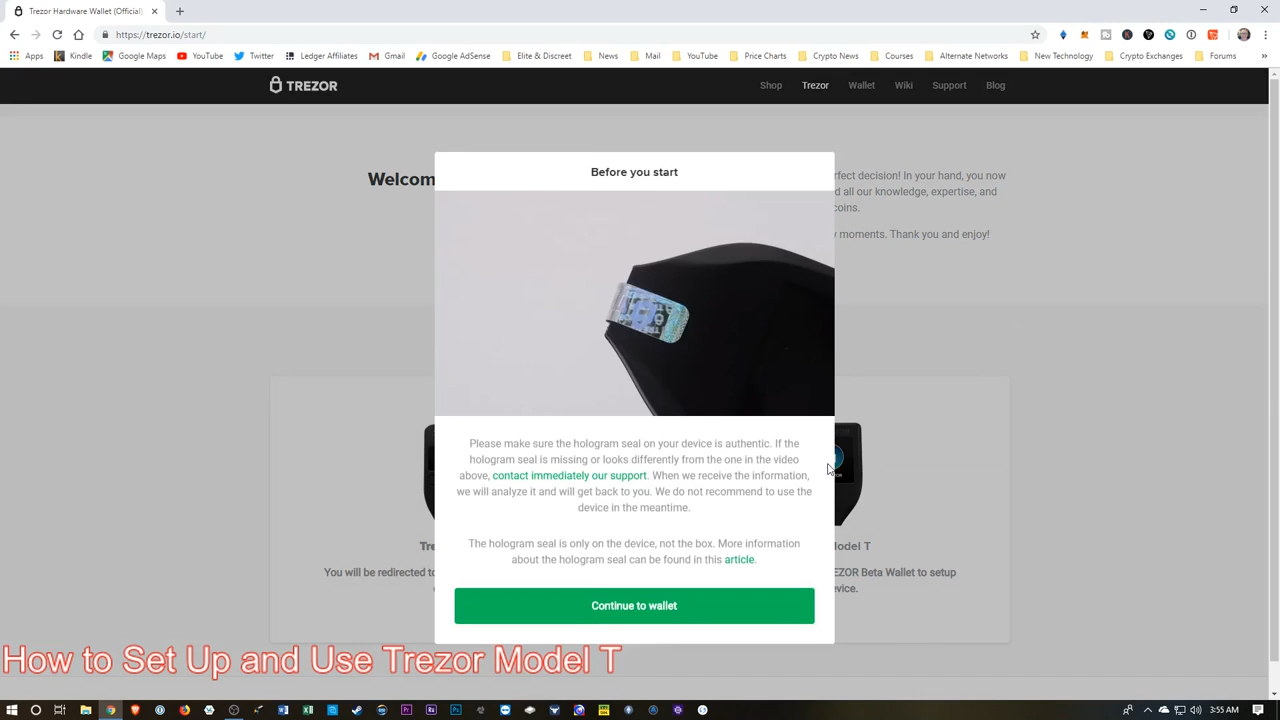 Trezor Hardware Wallet (Official)
https://trezor.io/start/
Apps Kindle Google Maps YouTube Twitter Ledger Affiliates Gmail Google AdSense Elite & Discreet News Mail YouTube Price Charts Crypto News Courses Alternate Networks New Technology Crypto Exchanges Forums »
TREZOR Shop Trezor Wallet Wiki Support Blog
Before you start
Welcom
rfect decision! In your hand, you now
d all our knowledge, expertise, and
coins.
y moments. Thank you and enjoy!
Please make sure the hologram seal on your device is authentic. If the
hologram seal is missing or looks differently from the one in the video
above, contact immediately our support. When we receive the information,
we will analyze it and will get back to you. We do not recommend to use the
device in the meantime.
The hologram seal is only on the device, not the box. More information
about the hologram seal can be found in this article.
Tre
odel T
You will be redirected to
EZOR Beta Wallet to setup
vice.
Continue to wallet
How to Set Up and Use Trezor Model T
3:55 AM